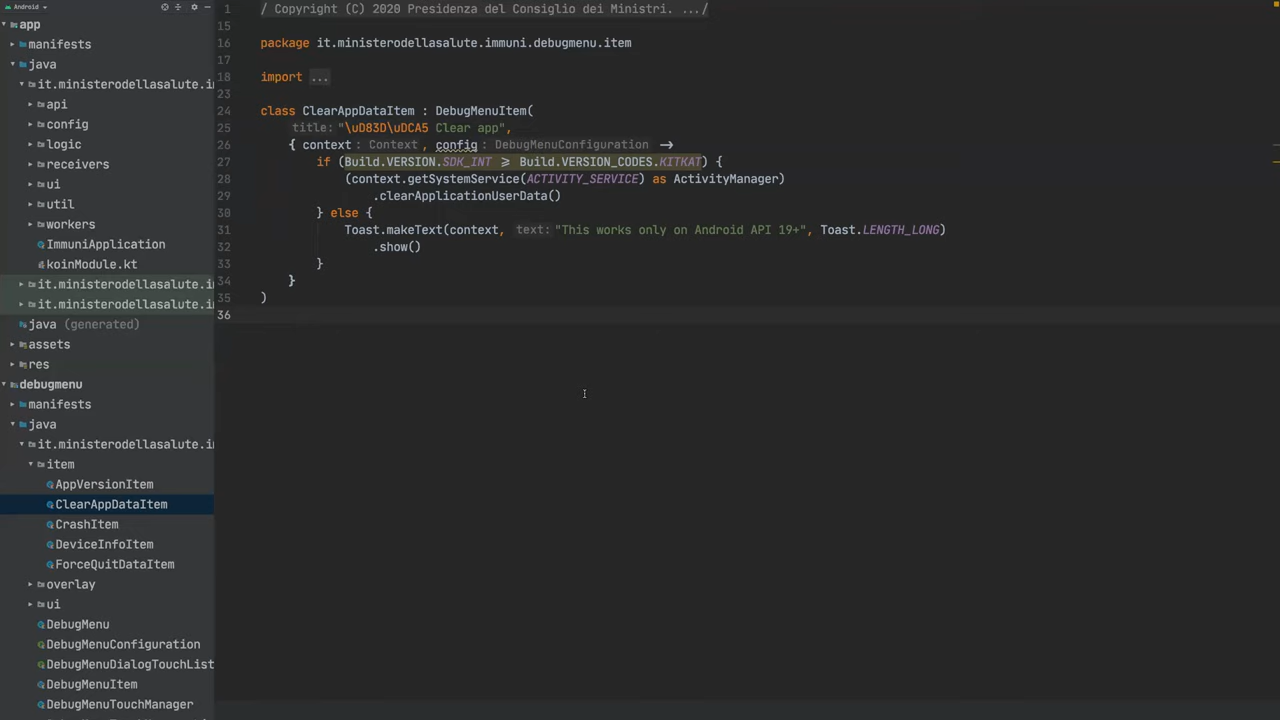 Android
app
manifests
java
it.ministerodellasalute.i
api
config
logic
receivers
ui
util
workers
ImmuniApplication
koinModule.kt
it.ministerodellasalute.i
it.ministerodellasalute.i
java (generated)
assets
res
debugmenu
manifests
java
it.ministerodellasalute.i
item
AppVersionItem
ClearAppDataItem
CrashItem
DeviceInfoItem
ForceQuitDataItem
overlay
ui
DebugMenu
DebugMenuConfiguration
DebugMenuDialogTouchList
DebugMenuItem
DebugMenuTouchManager
1 / Copyright (C) 2020 Presidenza del Consiglio dei Ministri. .../
15
16 package it.ministerodellasalute.immuni.debugmenu.item
17
18 import ...
23
24 class ClearAppDataItem : DebugMenuItem(
25 title: "\uD83D\uDCA5 Clear app",
26 { context: Context, config: DebugMenuConfiguration →
27 if (Build.VERSION.SDK_INT ≥ Build.VERSION_CODES.KITKAT) {
28 (context.getSystemService(ACTIVITY_SERVICE) as ActivityManager)
29 .clearApplicationUserData()
30 } else {
31 Toast.makeText(context, text: "This works only on Android API 19+", Toast.LENGTH_LONG)
32 .show()
33 }
34 }
35 )
36